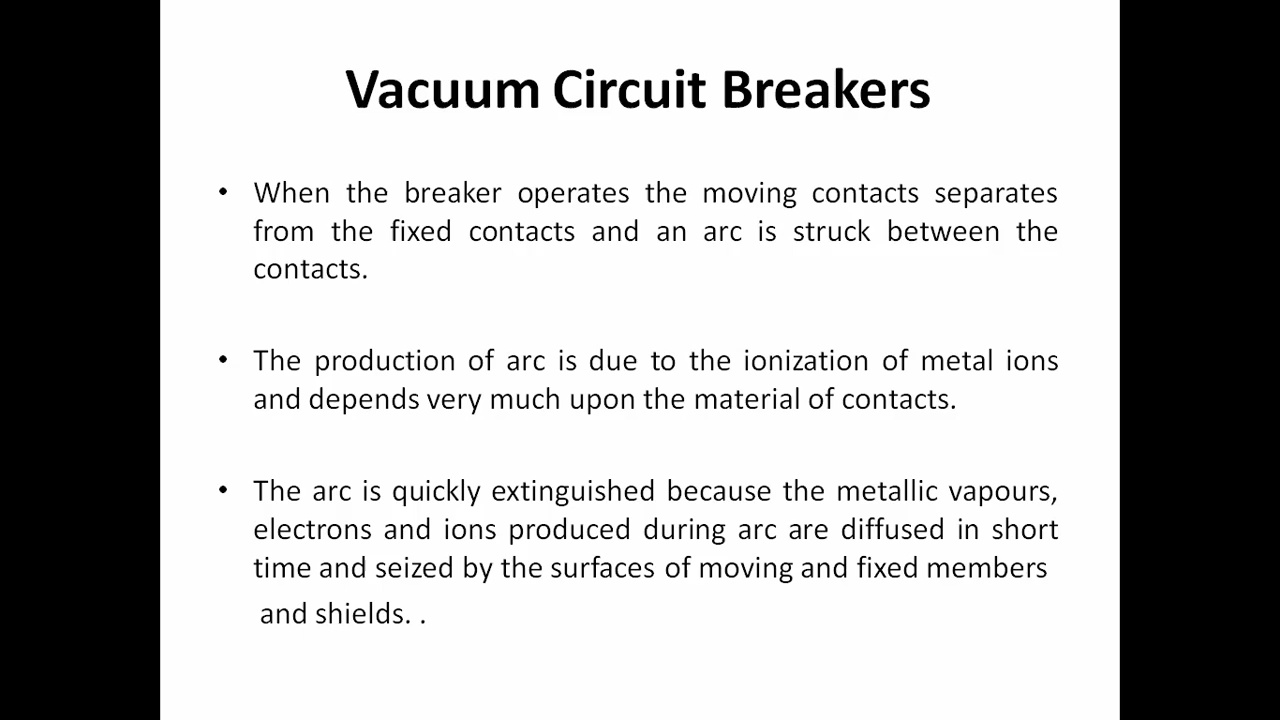 Vacuum Circuit Breakers
• When the breaker operates the moving contacts separates
from the fixed contacts and an arc is struck between the
contacts.
• The production of arc is due to the ionization of metal ions
and depends very much upon the material of contacts.
• The arc is quickly extinguished because the metallic vapours,
electrons and ions produced during arc are diffused in short
time and seized by the surfaces of moving and fixed members
and shields. .